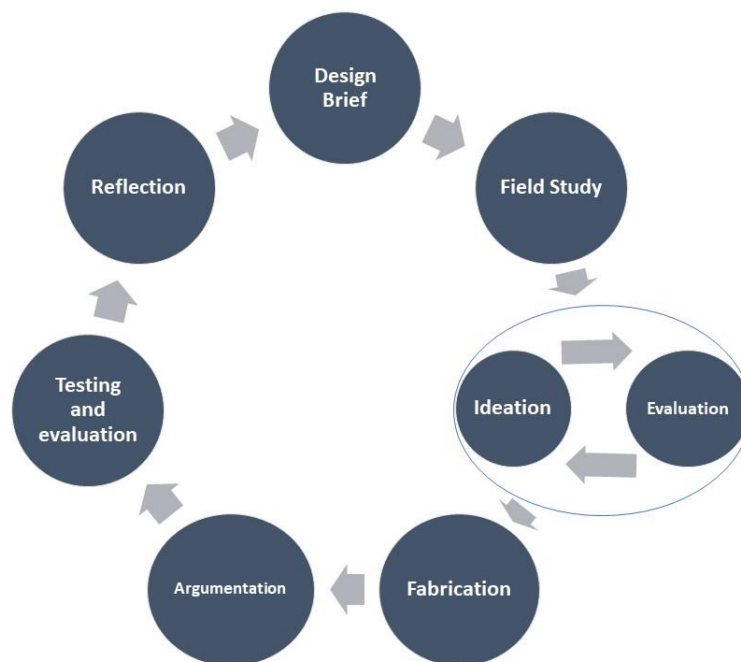 Design
Brief
Field Study
Ideation
Evaluation
Fabrication
Argumentation
Testing
and
evaluation
Reflection